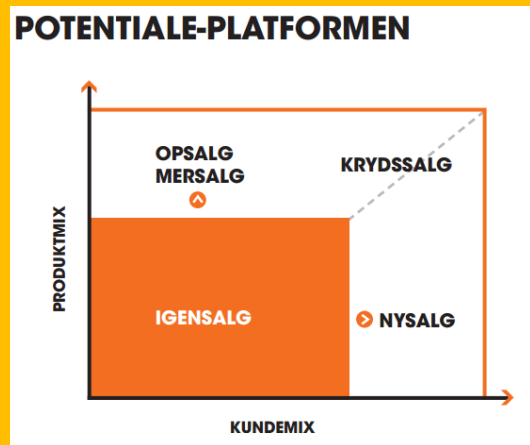 POTENTIALE-PLATFORMEN
OPSALG
MERSALG
KRYDSSALG
PRODUKTMIX
IGENSALG
NYSALG
KUNDEMIX